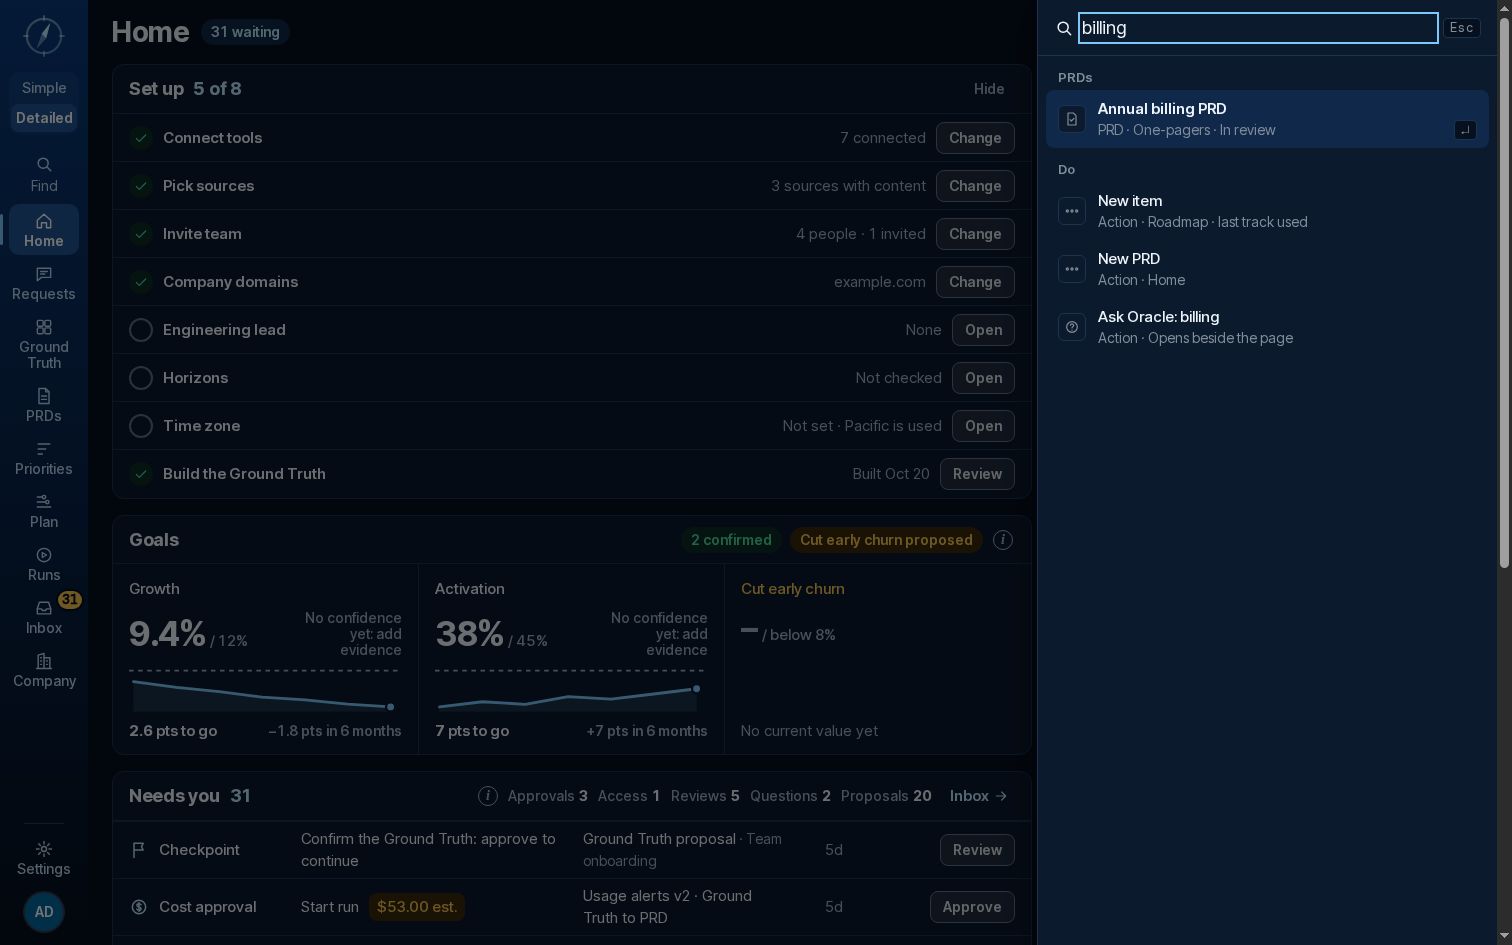 Simple
Detailed
Find
Home
Requests
Ground
Truth
PRDs
Priorities
Plan
Runs
31
Inbox
Company
Settings
AD
Home 31 waiting
Set up 5 of 8 Hide
Connect tools 7 connected Change
Pick sources 3 sources with content Change
Invite team 4 people · 1 invited Change
Company domains example.com Change
Engineering lead None Open
Horizons Not checked Open
Time zone Not set · Pacific is used Open
Build the Ground Truth Built Oct 20 Review
Goals 2 confirmed Cut early churn proposed i
Growth
9.4% / 12%
No confidence
yet: add
evidence
2.6 pts to go −1.8 pts in 6 months
Activation
38% / 45%
No confidence
yet: add
evidence
7 pts to go +7 pts in 6 months
Cut early churn
– / below 8%
No current value yet
Needs you 31 i Approvals 3 Access 1 Reviews 5 Questions 2 Proposals 20 Inbox →
Checkpoint
Confirm the Ground Truth: approve to
continue
Ground Truth proposal · Team
onboarding
5d Review
Cost approval
Start run $53.00 est.
Usage alerts v2 · Ground
Truth to PRD
5d Approve
billing Esc
PRDs
Annual billing PRD
PRD · One-pagers · In review
Do
New item
Action · Roadmap · last track used
New PRD
Action · Home
Ask Oracle: billing
Action · Opens beside the page